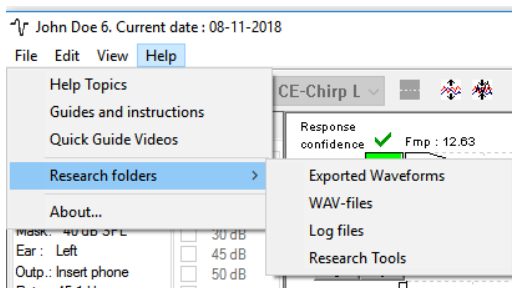 John Doe 6. Current date : 08-11-2018
File Edit View Help
Help Topics
Guides and instructions
Quick Guide Videos
Research folders
About...
CE-Chirp L
Response
confidence Fmp : 12.63
Exported Waveforms
WAV-files
Log files
Research Tools
Mask: 40 dB SPL 30 dB
Ear : Left 45 dB
Outp.: Insert phone 50 dB